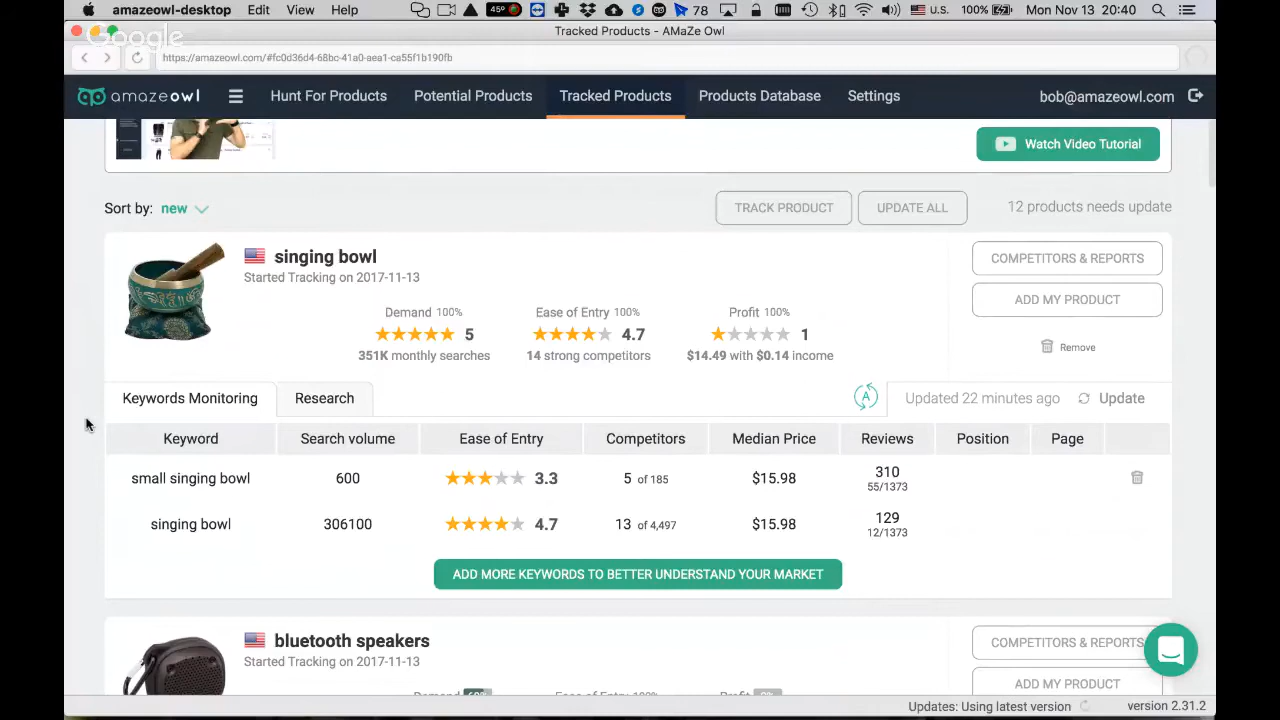 amazeowl-desktop Edit View Help 45° 78 U.S. 100% Mon Nov 13 20:40
Google
Tracked Products - AMaZe Owl
https://amazeowl.com/#fc0d36d4-68bc-41a0-aea1-ca55f1b190fb
amazeowl Hunt For Products Potential Products Tracked Products Products Database Settings bob@amazeowl.com
Watch Video Tutorial
Sort by: new TRACK PRODUCT UPDATE ALL 12 products needs update
singing bowl COMPETITORS & REPORTS
Started Tracking on 2017-11-13
ADD MY PRODUCT
Demand 100% Ease of Entry 100% Profit 100%
5 4.7 1
Remove
351K monthly searches 14 strong competitors $14.49 with $0.14 income
Keywords Monitoring Research A Updated 22 minutes ago Update
Keyword Search volume Ease of Entry Competitors Median Price Reviews Position Page
small singing bowl 600 3.3 5 of 185 $15.98 310
55/1373
singing bowl 306100 4.7 13 of 4,497 $15.98 129
12/1373
ADD MORE KEYWORDS TO BETTER UNDERSTAND YOUR MARKET
bluetooth speakers COMPETITORS & REPORTS
Started Tracking on 2017-11-13
ADD MY PRODUCT
Demand Ease of Entry 100% Profit
Updates: Using latest version version 2.31.2